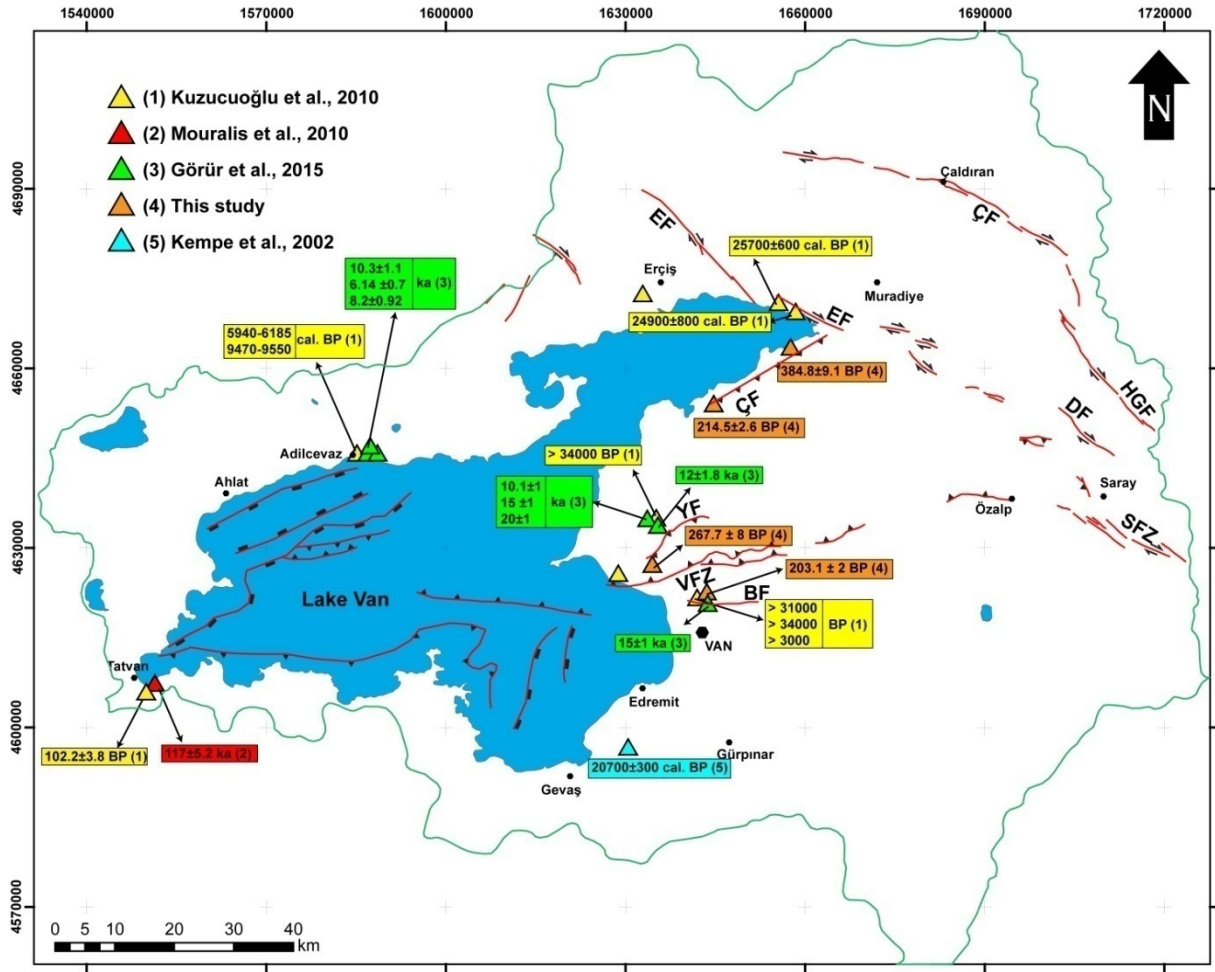 1540000
1570000
1600000
1630000
1660000
1690000
1720000
4690000
4660000
4630000
4600000
4570000
N
(1) Kuzucuoğlu et al., 2010
(2) Mouralis et al., 2010
(3) Görür et al., 2015
(4) This study
(5) Kempe et al., 2002
Çaldıran
ÇF
EF
25700±600 cal. BP (1)
Erçiş
Muradiye
10.3±1.1
6.14 ±0.7
8.2±0.92
ka (3)
24900±800 cal. BP (1)
EF
5940-6185
9470-9550
cal. BP (1)
384.8±9.1 BP (4)
ÇF
214.5±2.6 BP (4)
HGF
DF
Adilcevaz
> 34000 BP (1)
12±1.8 ka (3)
Ahlat
10.1±1
15 ±1
20±1
ka (3)
YF
Saray
Özalp
SFZ
267.7 ± 8 BP (4)
203.1 ± 2 BP (4)
VFZ
BF
Lake Van
> 31000
> 34000
> 3000
BP (1)
15±1 ka (3)
VAN
Tatvan
Edremit
102.2±3.8 BP (1)
117±5.2 ka (2)
Gürpınar
20700±300 cal. BP (5)
Gevaş
0 5 10 20 30 40
km